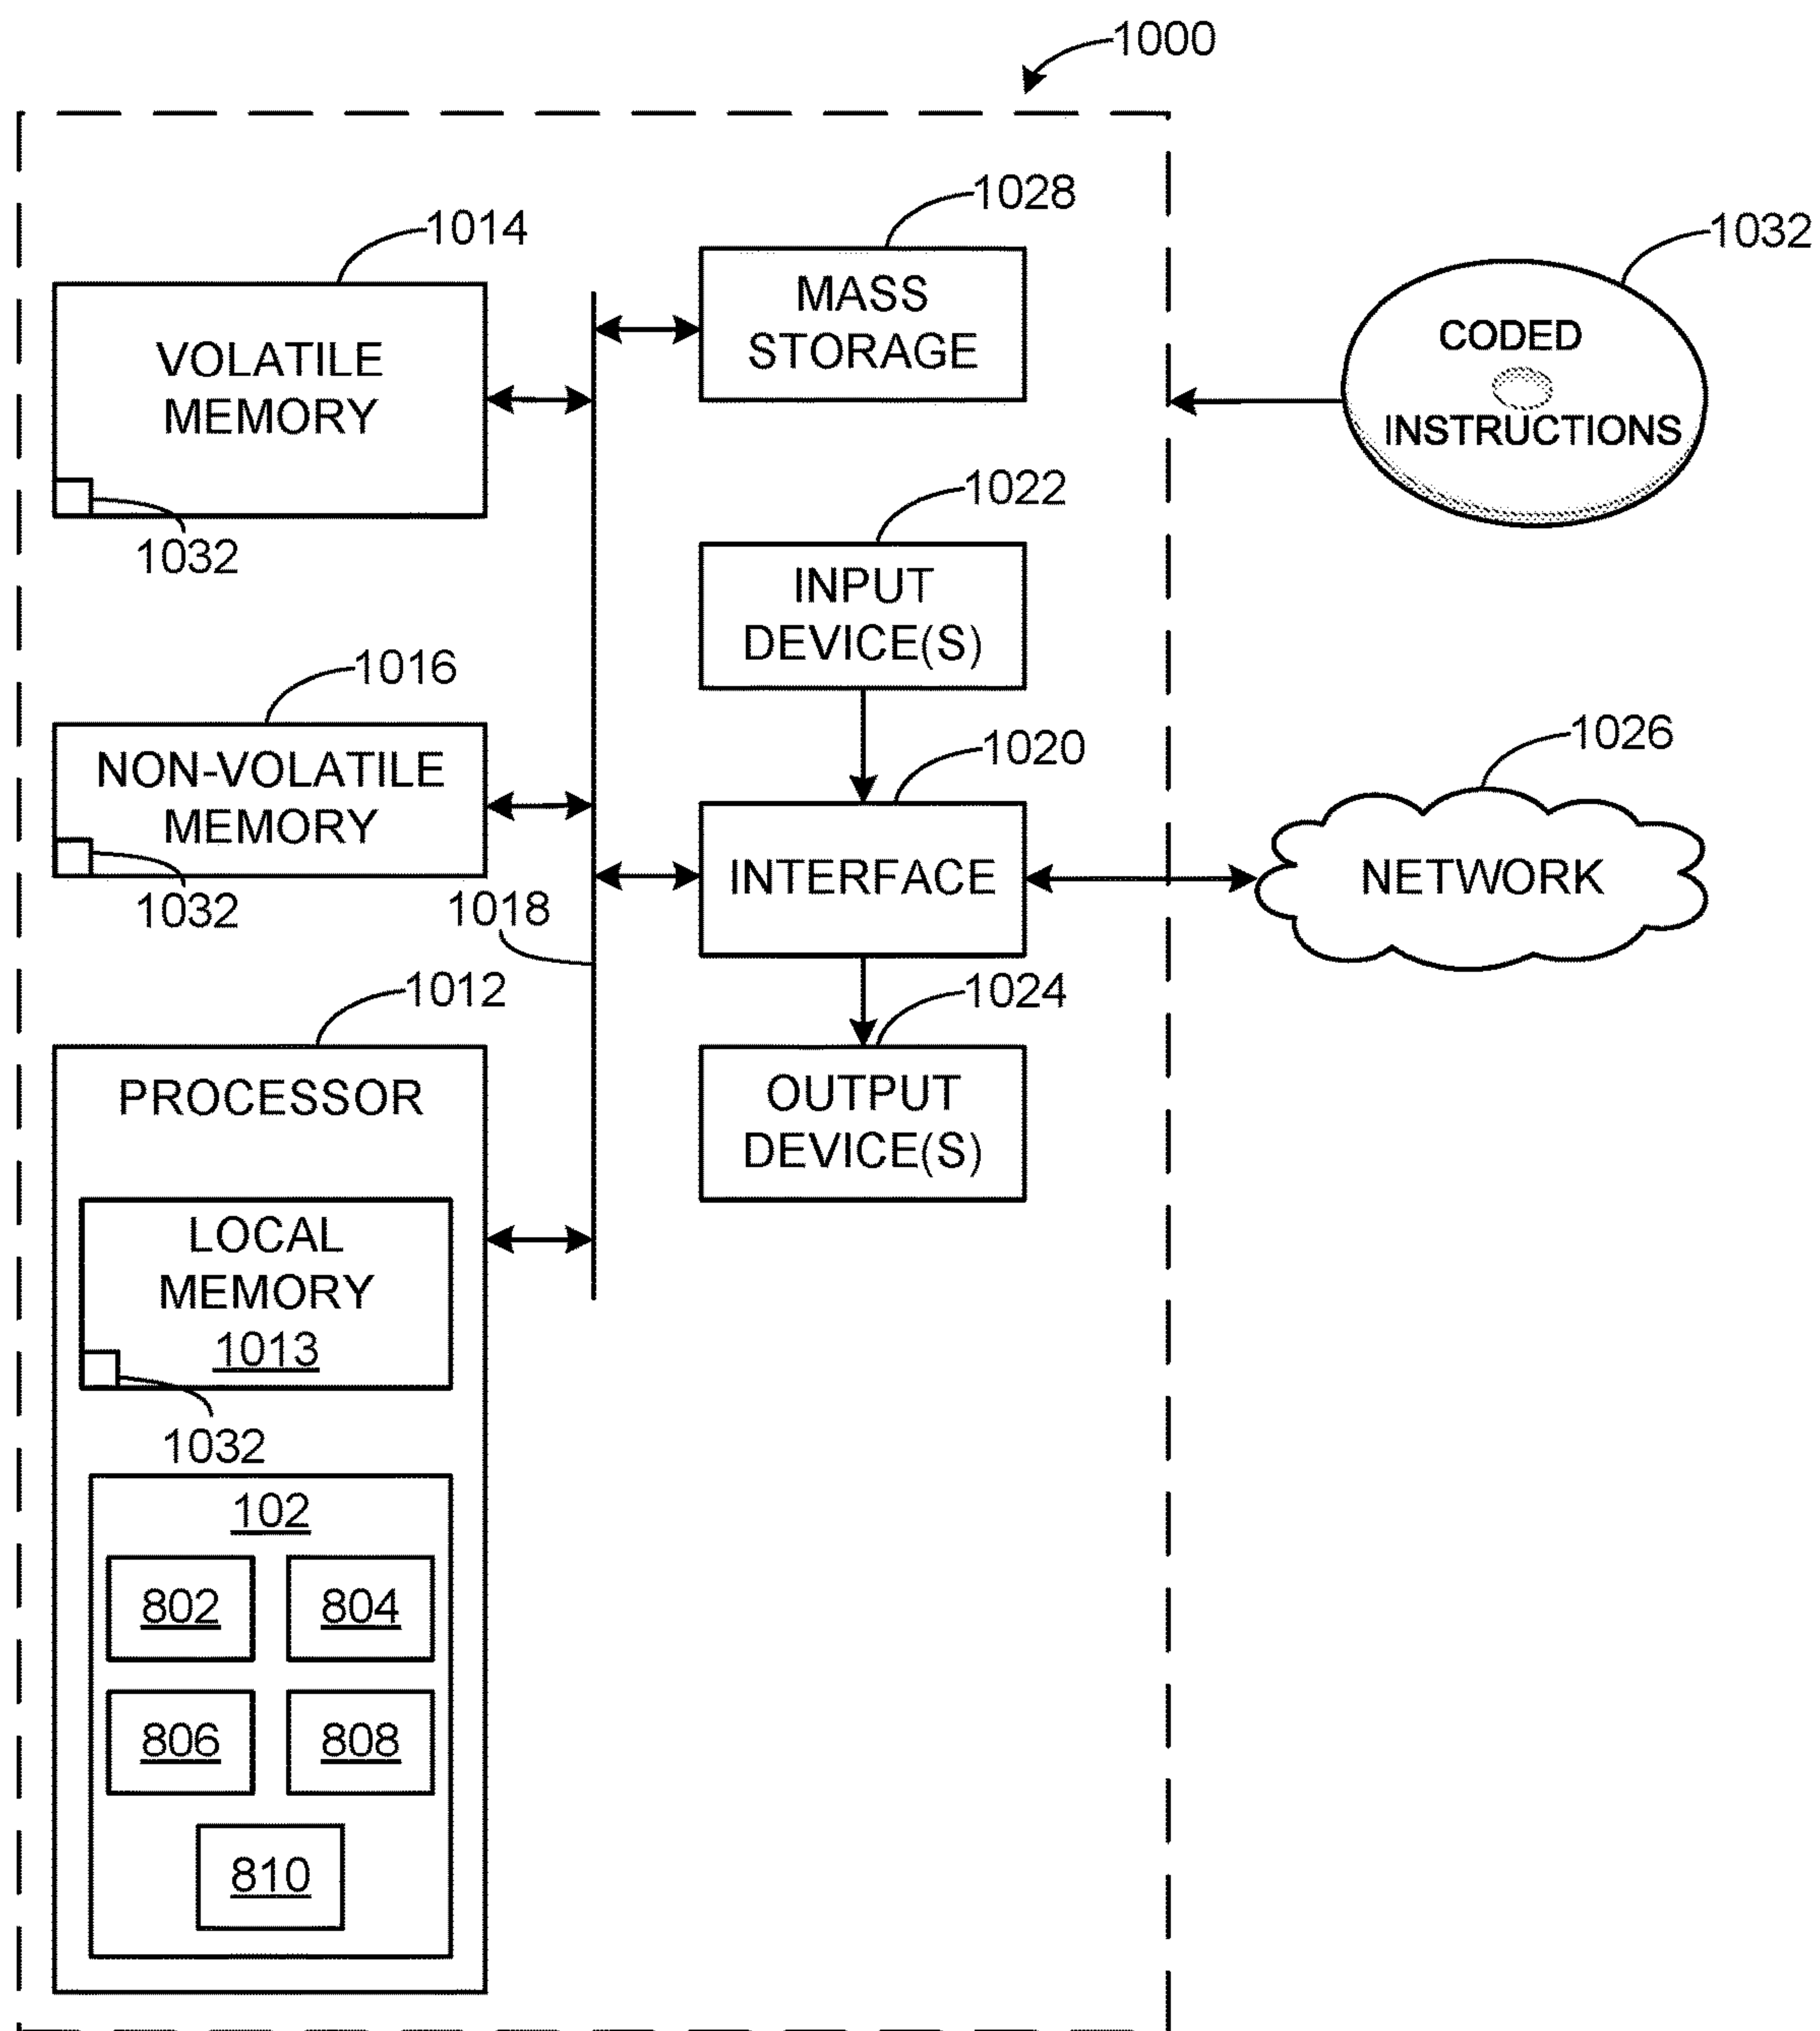 1000
1028
1014
1032
MASS
STORAGE
VOLATILE
MEMORY
CODED
INSTRUCTIONS
1032
1022
INPUT
DEVICE(S)
1016
1020
1026
NON-VOLATILE
MEMORY
INTERFACE
NETWORK
1032
1018
1012
1024
PROCESSOR
OUTPUT
DEVICE(S)
LOCAL
MEMORY
1013
1032
102
802
804
806
808
810